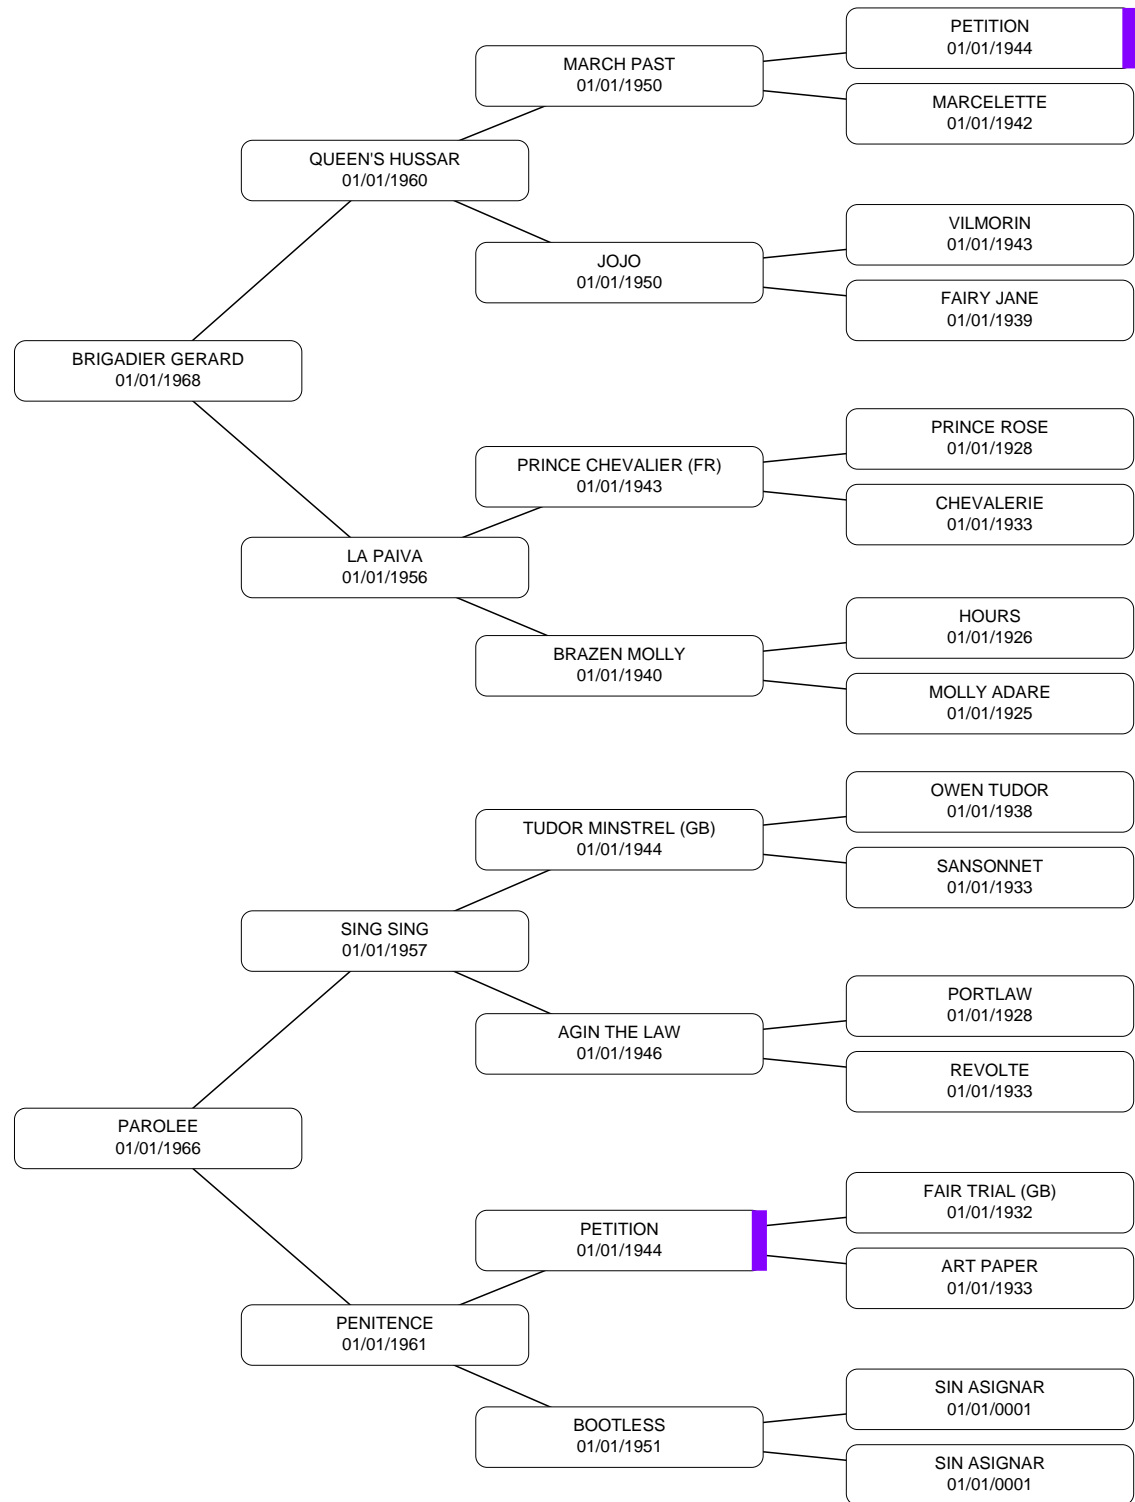 PETITION
01/01/1944
MARCH PAST
01/01/1950
MARCELETTE
01/01/1942
QUEEN'S HUSSAR
01/01/1960
VILMORIN
01/01/1943
JOJO
01/01/1950
FAIRY JANE
01/01/1939
BRIGADIER GERARD
01/01/1968
PRINCE ROSE
01/01/1928
PRINCE CHEVALIER (FR)
01/01/1943
CHEVALERIE
01/01/1933
LA PAIVA
01/01/1956
HOURS
01/01/1926
BRAZEN MOLLY
01/01/1940
MOLLY ADARE
01/01/1925
OWEN TUDOR
01/01/1938
TUDOR MINSTREL (GB)
01/01/1944
SANSONNET
01/01/1933
SING SING
01/01/1957
PORTLAW
01/01/1928
AGIN THE LAW
01/01/1946
REVOLTE
01/01/1933
PAROLEE
01/01/1966
FAIR TRIAL (GB)
01/01/1932
PETITION
01/01/1944
ART PAPER
01/01/1933
PENITENCE
01/01/1961
SIN ASIGNAR
01/01/0001
BOOTLESS
01/01/1951
SIN ASIGNAR
01/01/0001